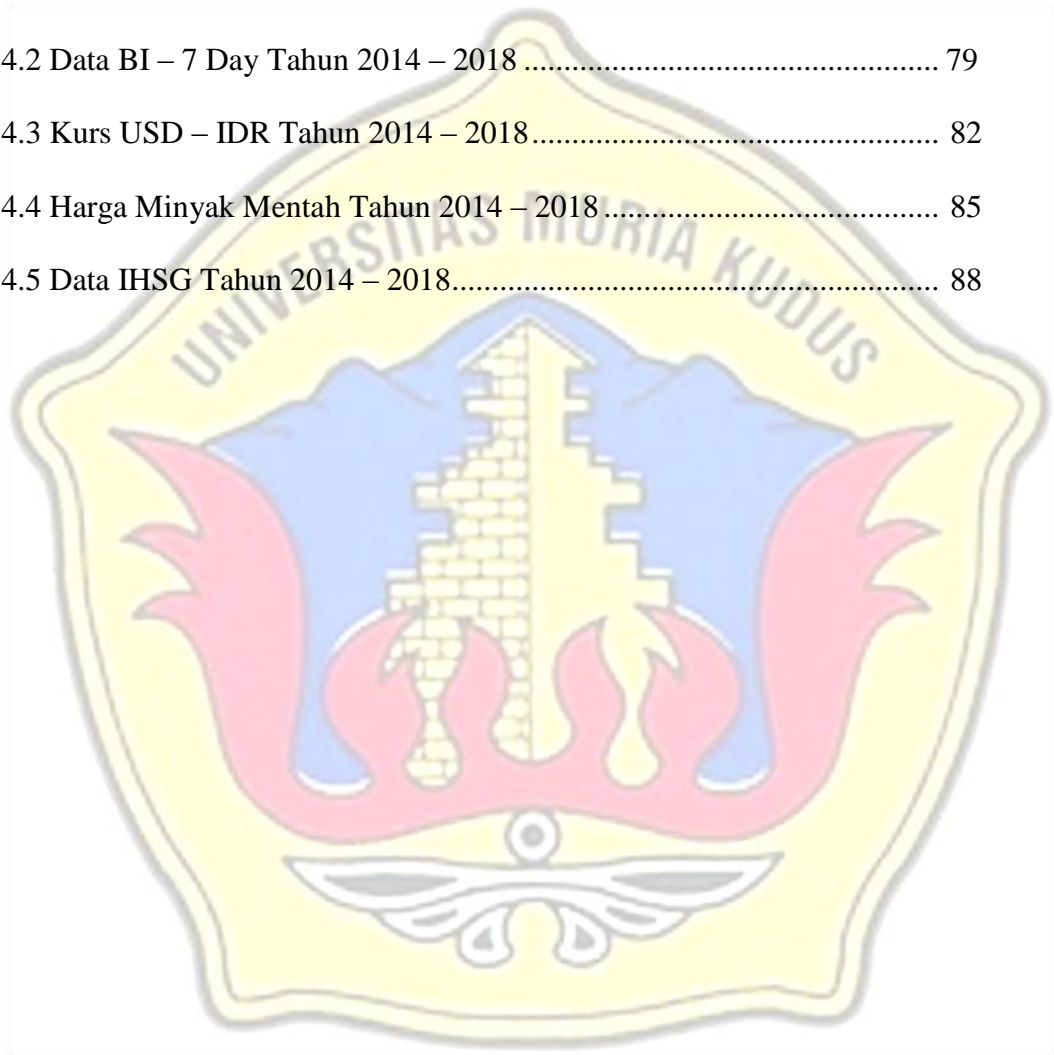 4.2 Data BI – 7 Day Tahun 2014 – 2018 .................................................... 79
4.3 Kurs USD – IDR Tahun 2014 – 2018................................................... 82
4.4 Harga Minyak Mentah Tahun 2014 – 2018 .......................................... 85
4.5 Data IHSG Tahun 2014 – 2018............................................................. 88
UNIVERSITAS MURIA KUDUS